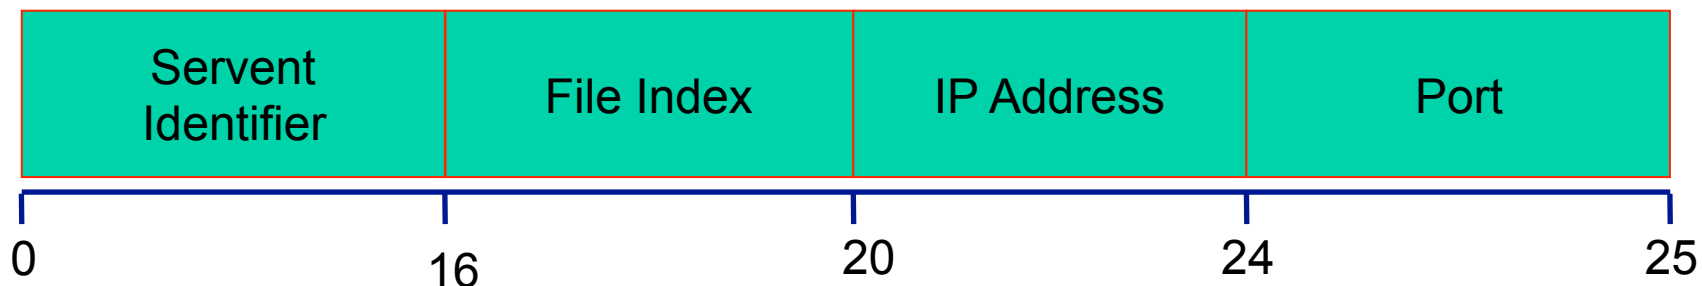 Servent
Identifier
File Index
IP Address
Port
0
16
20
24
25